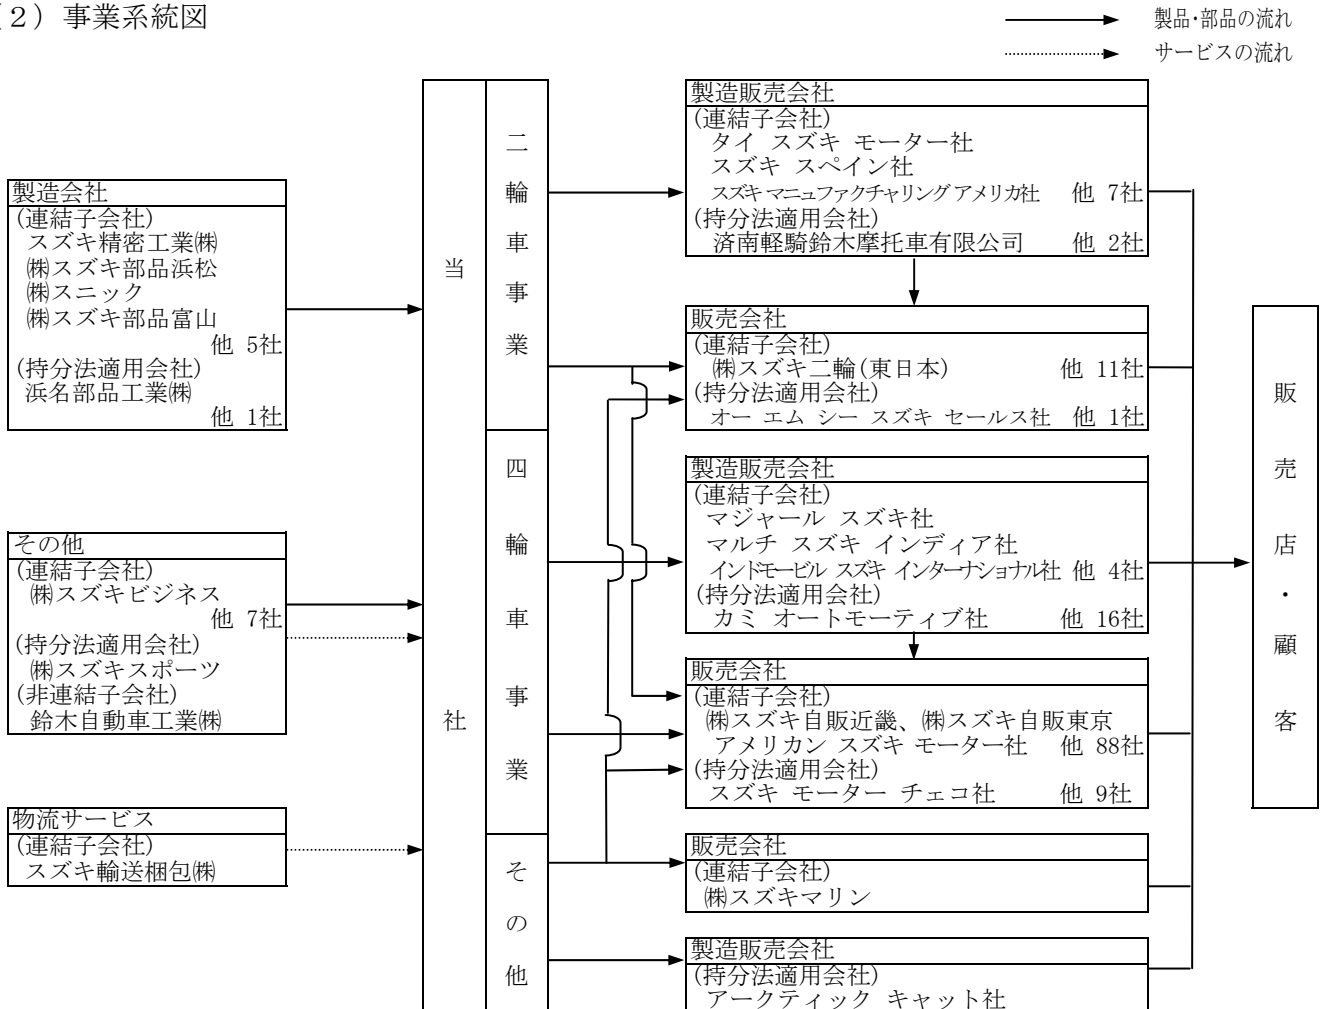 (2) 事業系統図
製品・部品の流れ
サービスの流れ
製造会社
(連結子会社)
スズキ精密工業㈱
㈱スズキ部品浜松
㈱スニック
㈱スズキ部品富山
他 5社
(持分法適用会社)
浜名部品工業㈱
他 1社
その他
(連結子会社)
㈱スズキビジネス
他 7社
(持分法適用会社)
㈱スズキスポーツ
(非連結子会社)
鈴木自動車工業㈱
物流サービス
(連結子会社)
スズキ輸送梱包㈱
当社
二輪車事業
四輪車事業
その他
製造販売会社
(連結子会社)
タイ スズキ モーター社
スズキ スペイン社
スズキ マニュファクチャリング アメリカ社 他 7社
(持分法適用会社)
済南軽騎鈴木摩托車有限公司 他 2社
販売会社
(連結子会社)
㈱スズキ二輪(東日本) 他 11社
(持分法適用会社)
オー エム シー スズキ セールス社 他 1社
製造販売会社
(連結子会社)
マジャール スズキ社
マルチ スズキ インディア社
インドモービル スズキ インターナショナル社 他 4社
(持分法適用会社)
カミ オートモーティブ社 他 16社
販売会社
(連結子会社)
㈱スズキ自販近畿、㈱スズキ自販東京
アメリカン スズキ モーター社 他 88社
(持分法適用会社)
スズキ モーター チェコ社 他 9社
販売会社
(連結子会社)
㈱スズキマリン
製造販売会社
(持分法適用会社)
アークティック キャット社
販売店・顧客